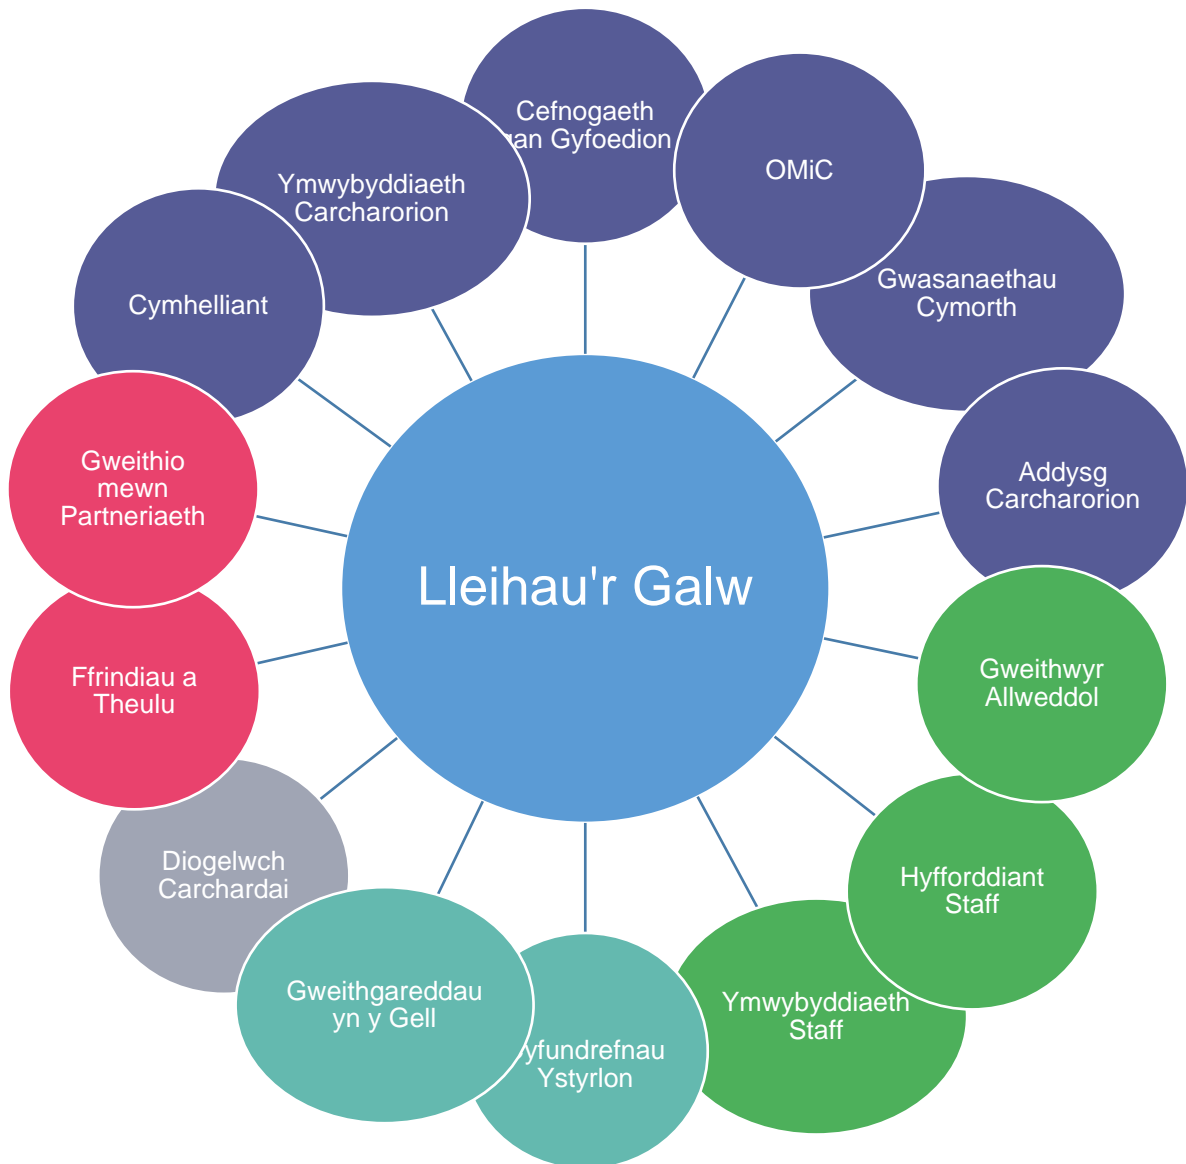 Cefnogaeth
gan Gyfoedion
OMiC
Gwasanaethau
Cymorth
Addysg
Carcharorion
Gweithwyr
Allweddol
Hyfforddiant
Staff
Ymwybyddiaeth
Staff
Cyfundrefnau
Ystyrlon
Gweithgareddau
yn y Gell
Diogelwch
Carchardai
Ffrindiau a
Theulu
Gweithio
mewn
Partneriaeth
Cymhelliant
Ymwybyddiaeth
Carcharorion
Lleihau'r Galw